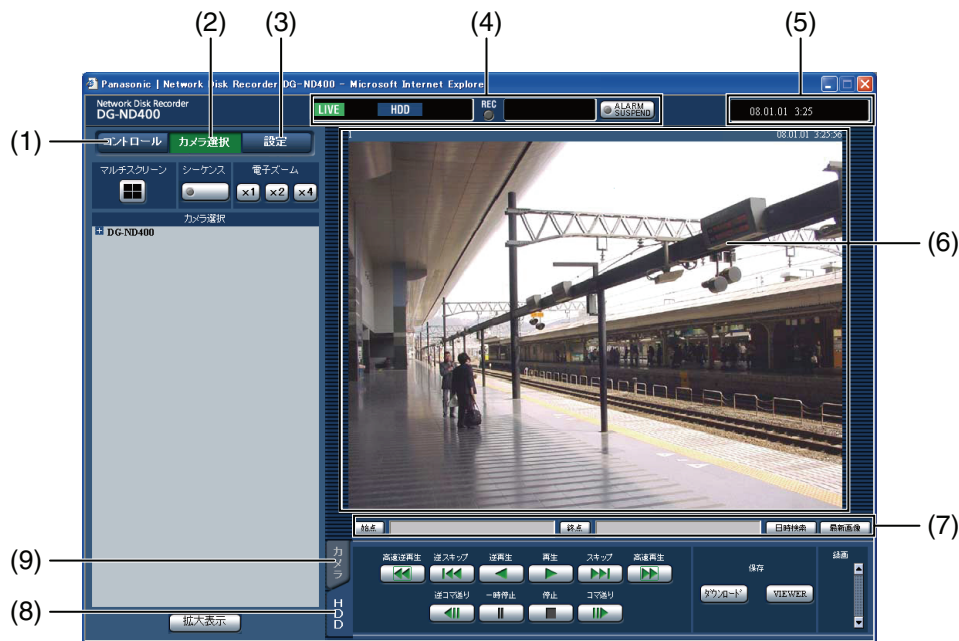 (2) (3) (4) (5)
Panasonic | Network Disk Recorder DG-ND400 - Microsoft Internet Explorer
Network Disk Recorder
DG-ND400
LIVE HDD REC ALARM SUSPEND 08.01.01 3:25
(1) コントロール カメラ選択 設定
1 08.01.01 3:25:56
マルチスクリーン シーケンス 電子ズーム
x1 x2 x4
カメラ選択
DG-ND400
(6)
始点 終点 日時検索 最新画像 (7)
(9) カメラ
高速逆再生 逆スキップ 逆再生 再生 スキップ 高速再生 保存 録画
逆コマ送り 一時停止 停止 コマ送り ダウンロード VIEWER
(8) HDD
拡大表示